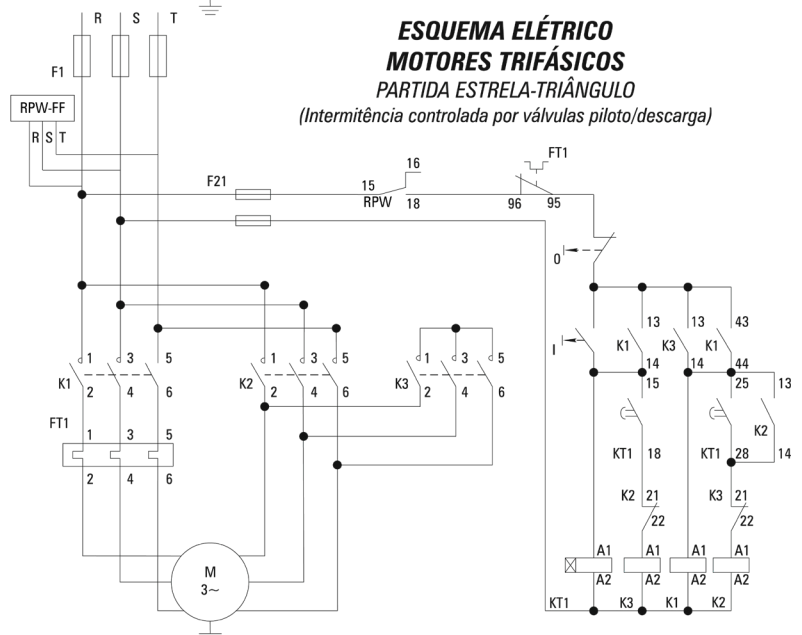 R S T
ESQUEMA ELÉTRICO
MOTORES TRIFÁSICOS
PARTIDA ESTRELA-TRIÂNGULO
(Intermitência controlada por válvulas piloto/descarga)
F1
RPW-FF
R S T
F21
15 16
RPW 18
FT1
96 95
0
13 13 43
I K1 K3 K1
14 14 44
15 25 13
K2
KT1 18 KT1 28 14
K2 21 K3 21
22 22
A1 A1 A1 A1
A2 A2 A2 A2
KT1 K3 K1 K2
1 3 5 1 3 5 1 3 5
K1 K2 K3
2 4 6 2 4 6 2 4 6
FT1
1 3 5
2 4 6
M
3~